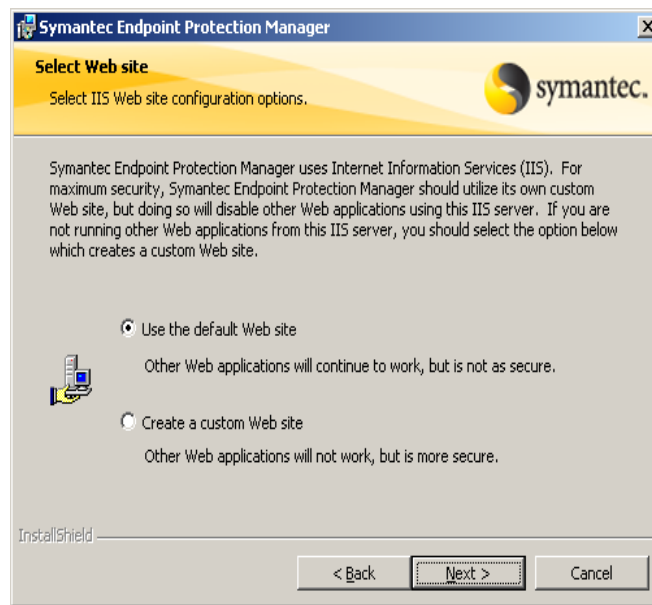 Symantec Endpoint Protection Manager
Select Web site
Select IIS Web site configuration options.
symantec.
Symantec Endpoint Protection Manager uses Internet Information Services (IIS). For
maximum security, Symantec Endpoint Protection Manager should utilize its own custom
Web site, but doing so will disable other Web applications using this IIS server. If you are
not running other Web applications from this IIS server, you should select the option below
which creates a custom Web site.
Use the default Web site
Other Web applications will continue to work, but is not as secure.
Create a custom Web site
Other Web applications will not work, but is more secure.
InstallShield
< Back
Next >
Cancel